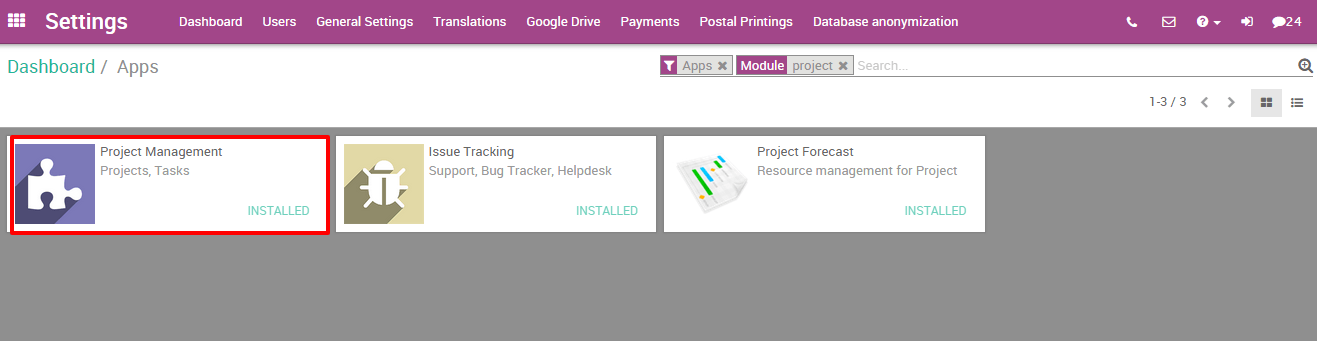 Settings Dashboard Users General Settings Translations Google Drive Payments Postal Printings Database anonymization 24
Dashboard / Apps Apps Module project Search...
1-3 / 3
Project Management
Projects, Tasks
INSTALLED
Issue Tracking
Support, Bug Tracker, Helpdesk
INSTALLED
Project Forecast
Resource management for Project
INSTALLED